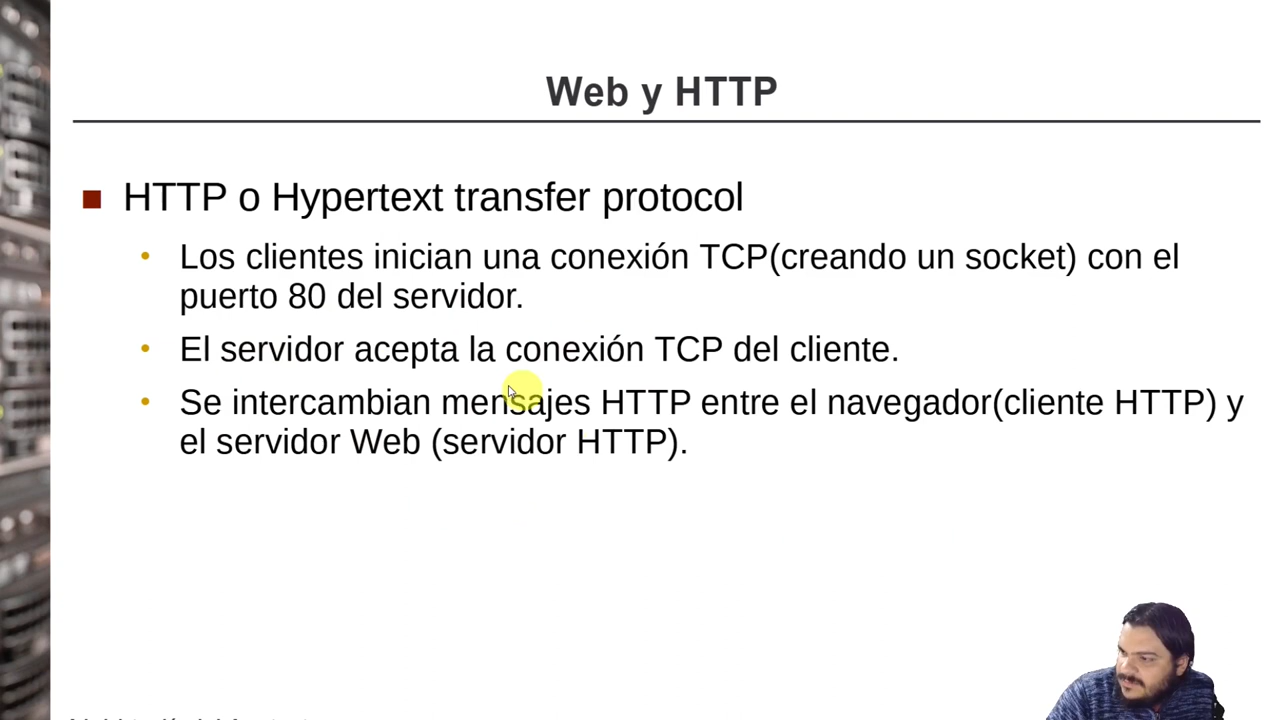 Web y HTTP
HTTP o Hypertext transfer protocol
Los clientes inician una conexión TCP(creando un socket) con el
puerto 80 del servidor.
El servidor acepta la conexión TCP del cliente.
Se intercambian mensajes HTTP entre el navegador(cliente HTTP) y
el servidor Web (servidor HTTP).